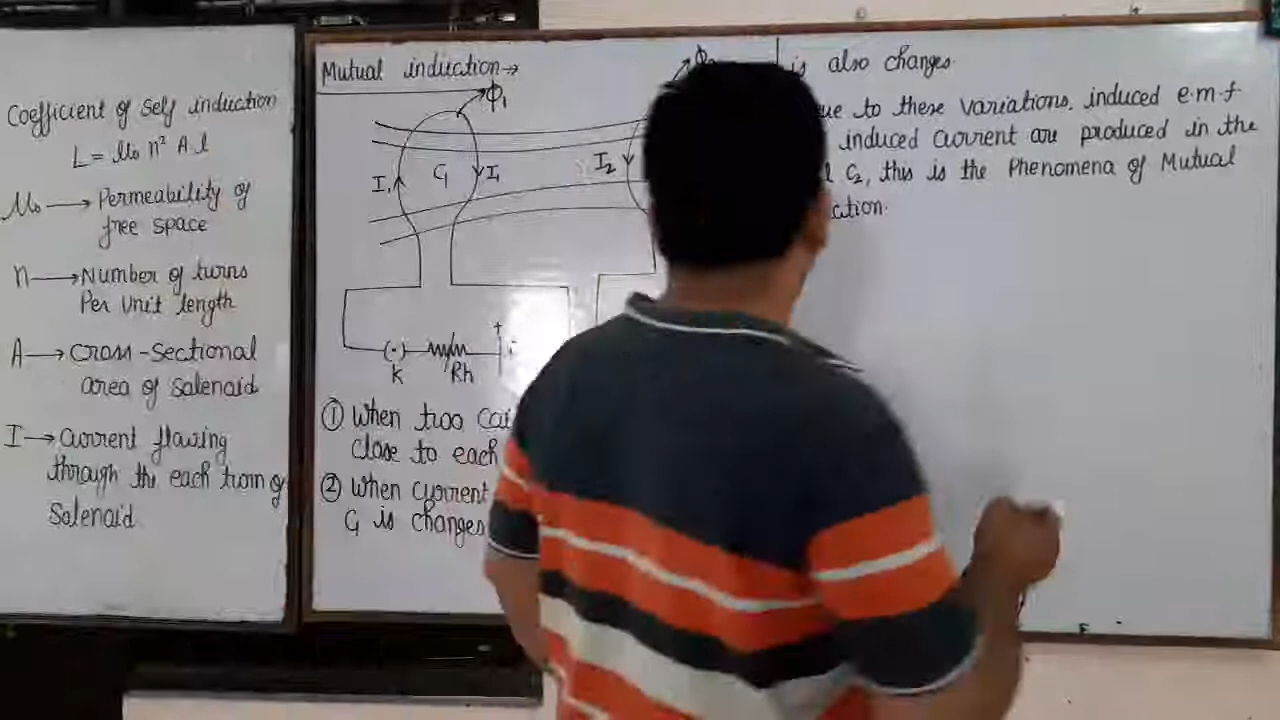 Coefficient of Self induction
L = μ₀ n² A l
μ₀ → Permeability of
free space
n → Number of turns
Per Unit length
A → Cross-Sectional
area of Salenoid
I → Current flowing
through the each turn of
Solenoid
Mutual induction →
ϕ₁
I₁
C₁
I₁
I₂
K
Rh
+
① When two
close to each
② When current
C₁ is changes
is also changes.
to these variations, induced e.m.f
induced current are produced in the
C₂, this is the Phenomena of Mutual